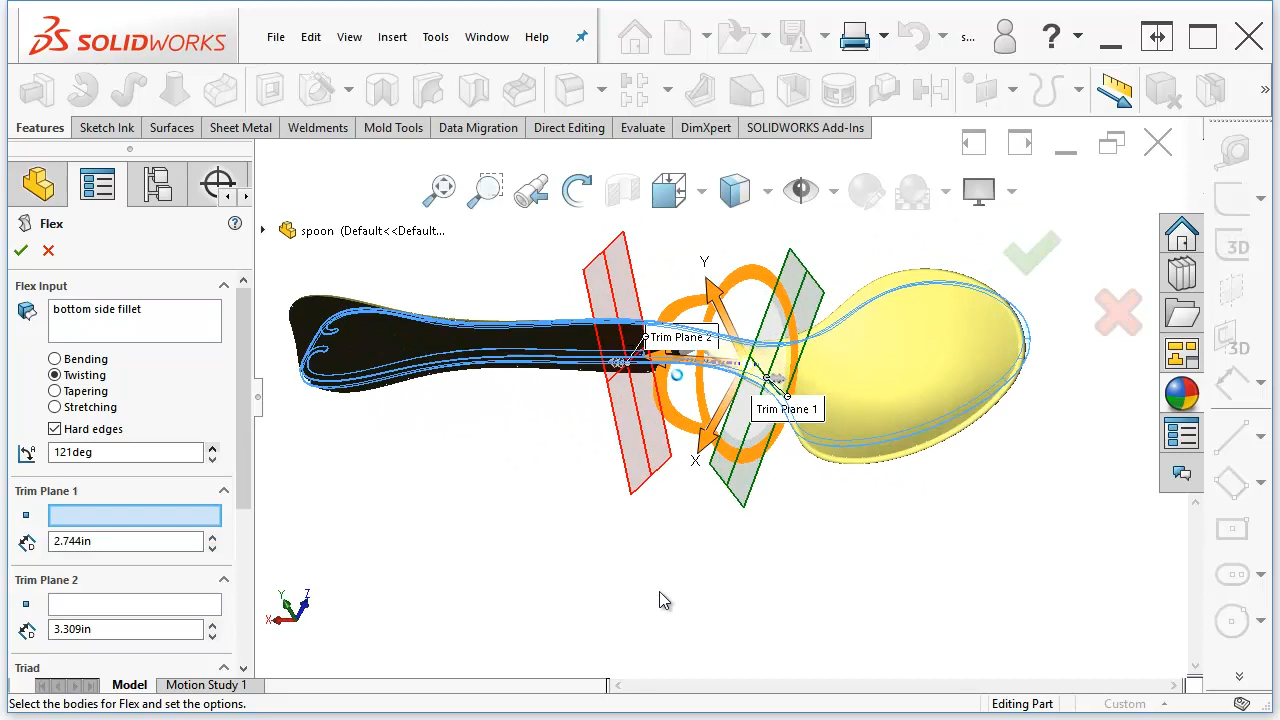 SOLIDWORKS
File Edit View Insert Tools Window Help
s...
?
Features Sketch Ink Surfaces Sheet Metal Weldments Mold Tools Data Migration Direct Editing Evaluate DimXpert SOLIDWORKS Add-Ins
Flex
spoon (Default<<Default...
Flex Input
bottom side fillet
Bending
Twisting
Tapering
Stretching
Hard edges
121deg
Trim Plane 1
2.744in
Trim Plane 2
3.309in
Triad
Y
Trim Plane 2
Trim Plane 1
X
3D
3D
Y
Z
X
Model Motion Study 1
Select the bodies for Flex and set the options.
Editing Part
Custom